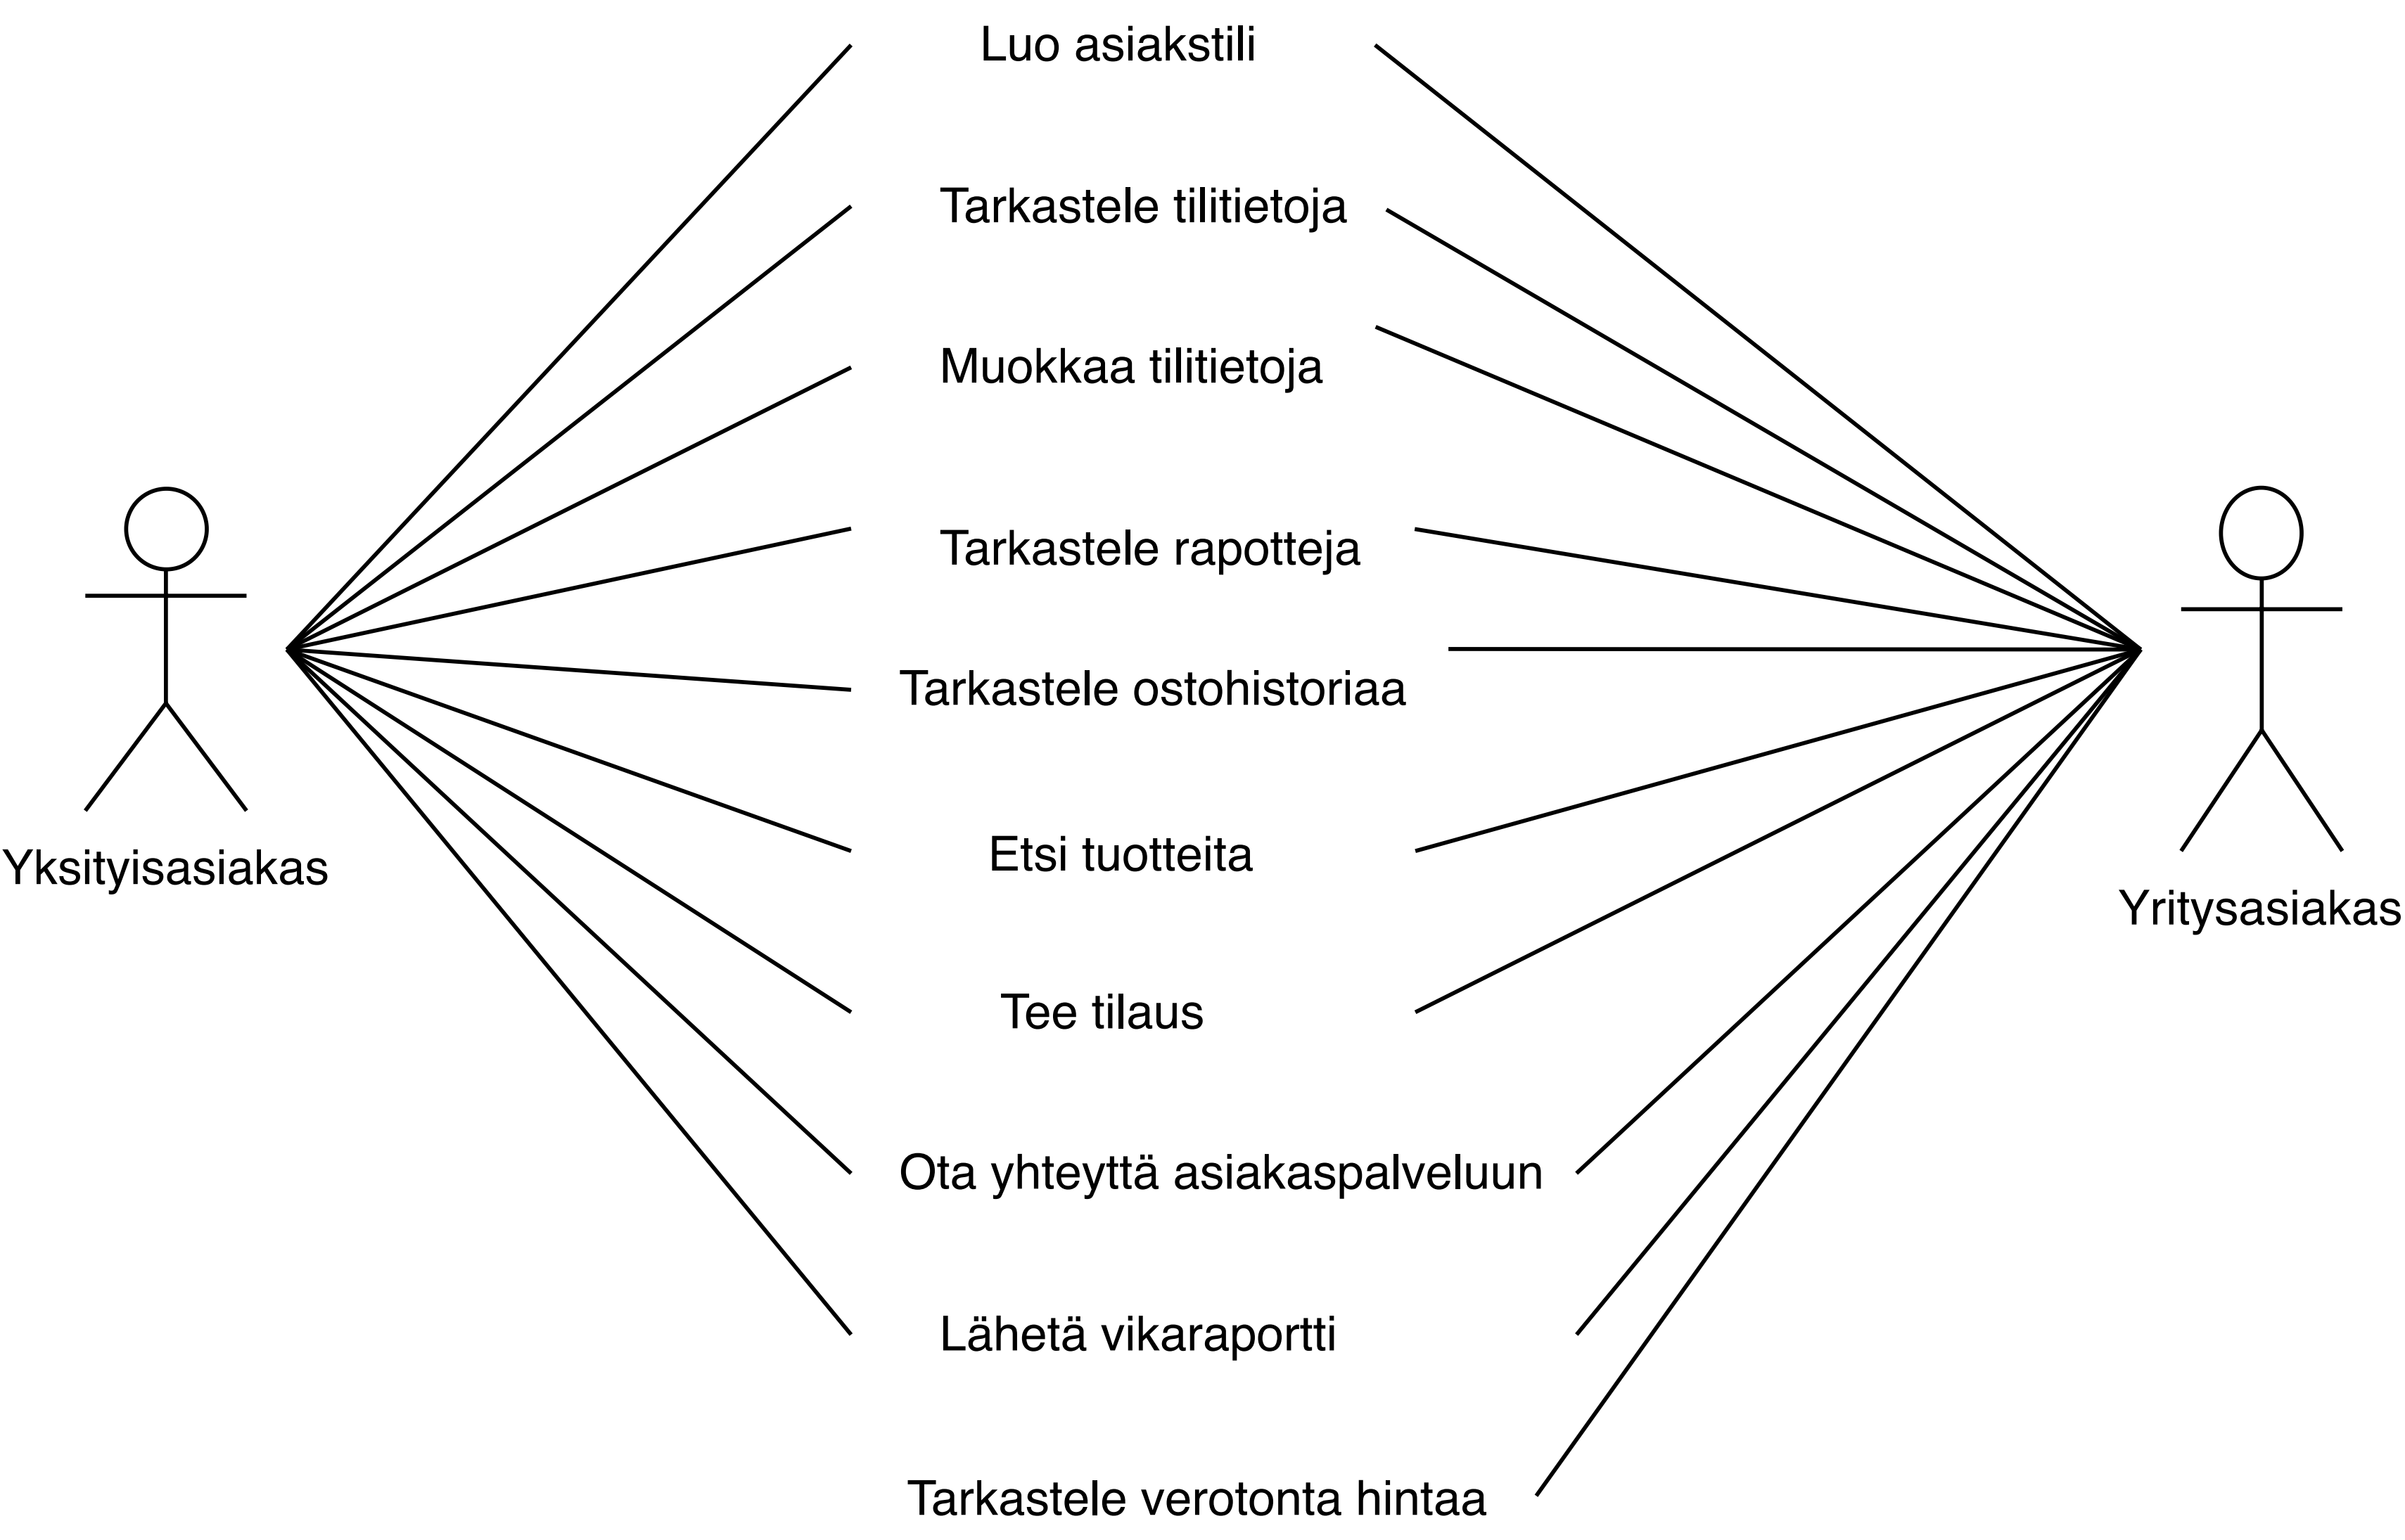 Luo asiakstili
Tarkastele tilitietoja
Muokkaa tilitietoja
Tarkastele rapotteja
Tarkastele ostohistoriaa
Yksityisasiakas
Etsi tuotteita
Yritysasiakas
Tee tilaus
Ota yhteyttä asiakaspalveluun
Lähetä vikaraportti
Tarkastele verotonta hintaa